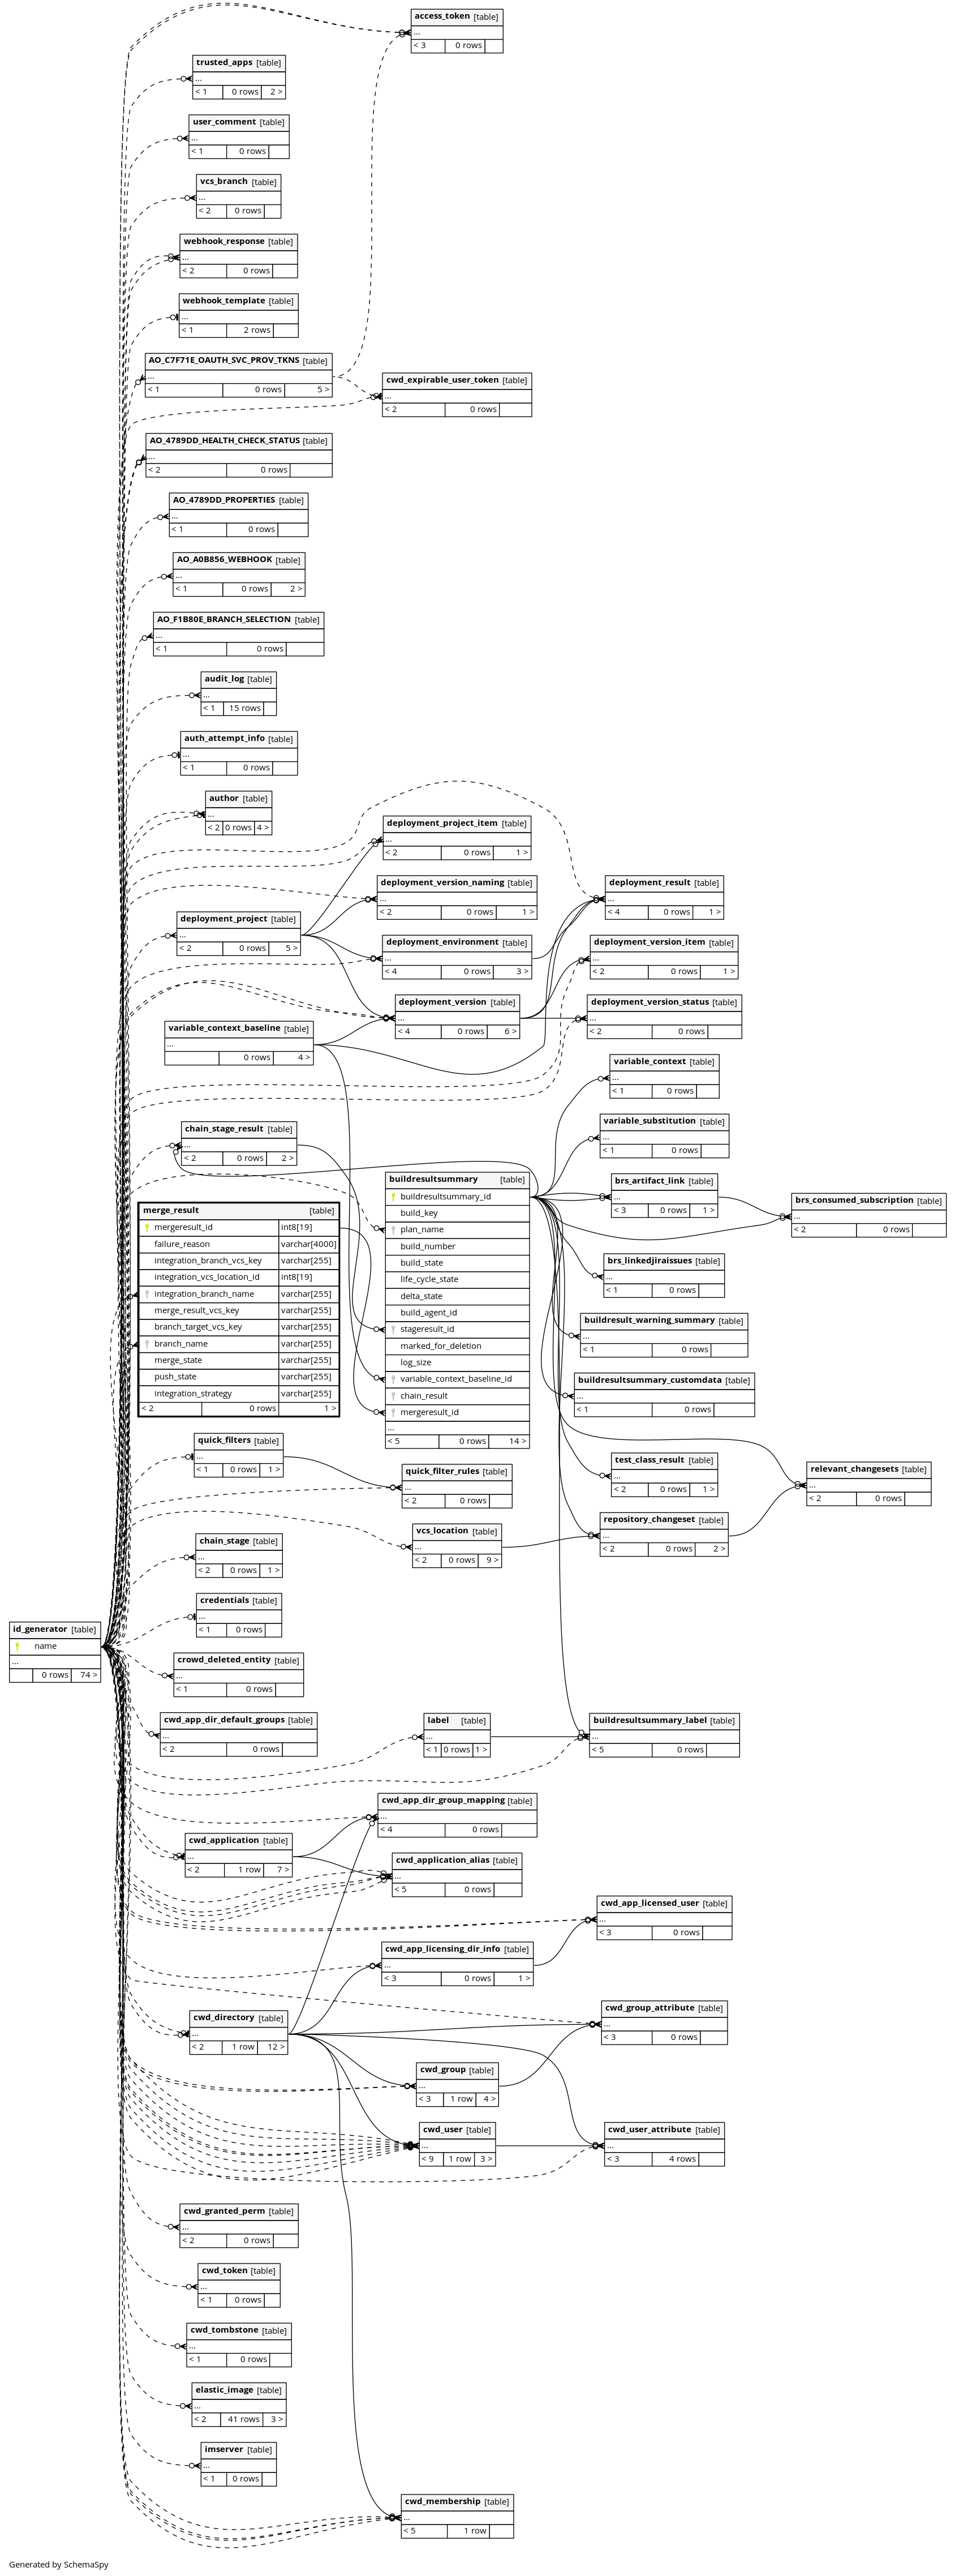 access_token [table]
...
< 3 0 rows
trusted_apps [table]
...
< 1 0 rows 2 >
user_comment [table]
...
< 1 0 rows
vcs_branch [table]
...
< 2 0 rows
webhook_response [table]
...
< 2 0 rows
webhook_template [table]
...
< 1 2 rows
AO_C7F71E_OAUTH_SVC_PROV_TKNS [table]
...
< 1 0 rows 5 >
cwd_expirable_user_token [table]
...
< 2 0 rows
AO_4789DD_HEALTH_CHECK_STATUS [table]
...
< 2 0 rows
AO_4789DD_PROPERTIES [table]
...
< 1 0 rows
AO_A0B856_WEBHOOK [table]
...
< 1 0 rows 2 >
AO_F1B80E_BRANCH_SELECTION [table]
...
< 1 0 rows
audit_log [table]
...
< 1 15 rows
auth_attempt_info [table]
...
< 1 0 rows
author [table]
...
< 2 0 rows 4 >
deployment_project_item [table]
...
< 2 0 rows 1 >
deployment_version_naming [table]
...
< 2 0 rows 1 >
deployment_result [table]
...
< 4 0 rows 1 >
deployment_project [table]
...
< 2 0 rows 5 >
deployment_environment [table]
...
< 4 0 rows 3 >
deployment_version_item [table]
...
< 2 0 rows 1 >
deployment_version [table]
...
< 4 0 rows 6 >
deployment_version_status [table]
...
< 2 0 rows
variable_context_baseline [table]
...
0 rows 4 >
variable_context [table]
...
< 1 0 rows
variable_substitution [table]
...
< 1 0 rows
chain_stage_result [table]
...
< 2 0 rows 2 >
buildresultsummary [table]
buildresultsummary_id
build_key
plan_name
build_number
build_state
life_cycle_state
delta_state
build_agent_id
stageresult_id
marked_for_deletion
log_size
variable_context_baseline_id
chain_result
mergeresult_id
...
< 5 0 rows 14 >
brs_artifact_link [table]
...
< 3 0 rows 1 >
brs_consumed_subscription [table]
...
< 2 0 rows
merge_result [table]
mergeresult_id int8[19]
failure_reason varchar[4000]
integration_branch_vcs_key varchar[255]
integration_vcs_location_id int8[19]
integration_branch_name varchar[255]
merge_result_vcs_key varchar[255]
branch_target_vcs_key varchar[255]
branch_name varchar[255]
merge_state varchar[255]
push_state varchar[255]
integration_strategy varchar[255]
< 2 0 rows 1 >
brs_linkedjiraissues [table]
...
< 1 0 rows
buildresult_warning_summary [table]
...
< 1 0 rows
buildresultsummary_customdata [table]
...
< 1 0 rows
quick_filters [table]
...
< 1 0 rows 1 >
test_class_result [table]
...
< 2 0 rows 1 >
relevant_changesets [table]
...
< 2 0 rows
quick_filter_rules [table]
...
< 2 0 rows
repository_changeset [table]
...
< 2 0 rows 2 >
vcs_location [table]
...
< 2 0 rows 9 >
chain_stage [table]
...
< 2 0 rows 1 >
credentials [table]
...
< 1 0 rows
id_generator [table]
name
...
0 rows 74 >
crowd_deleted_entity [table]
...
< 1 0 rows
cwd_app_dir_default_groups [table]
...
< 2 0 rows
label [table]
...
< 1 0 rows 1 >
buildresultsummary_label [table]
...
< 5 0 rows
cwd_app_dir_group_mapping [table]
...
< 4 0 rows
cwd_application [table]
...
< 2 1 row 7 >
cwd_application_alias [table]
...
< 5 0 rows
cwd_app_licensed_user [table]
...
< 3 0 rows
cwd_app_licensing_dir_info [table]
...
< 3 0 rows 1 >
cwd_group_attribute [table]
...
< 3 0 rows
cwd_directory [table]
...
< 2 1 row 12 >
cwd_group [table]
...
< 3 1 row 4 >
cwd_user [table]
...
< 9 1 row 3 >
cwd_user_attribute [table]
...
< 3 4 rows
cwd_granted_perm [table]
...
< 2 0 rows
cwd_token [table]
...
< 1 0 rows
cwd_tombstone [table]
...
< 1 0 rows
elastic_image [table]
...
< 2 41 rows 3 >
imserver [table]
...
< 1 0 rows
cwd_membership [table]
...
< 5 1 row
Generated by SchemaSpy